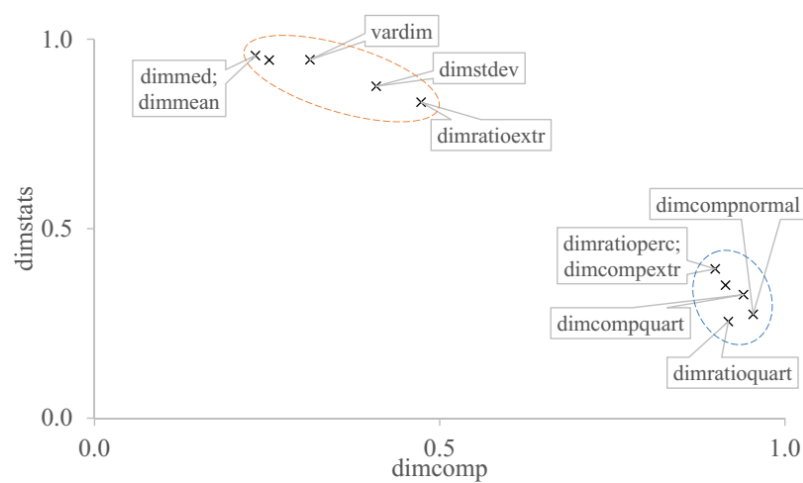 1.0
vardim
dimmed;
dimmean
dimstdev
dimratioextr
dimstats
0.5
dimcompnormal
dimratioperc;
dimcompextr
dimcompquart
dimratioquart
0.0
0.0
0.5
1.0
dimcomp